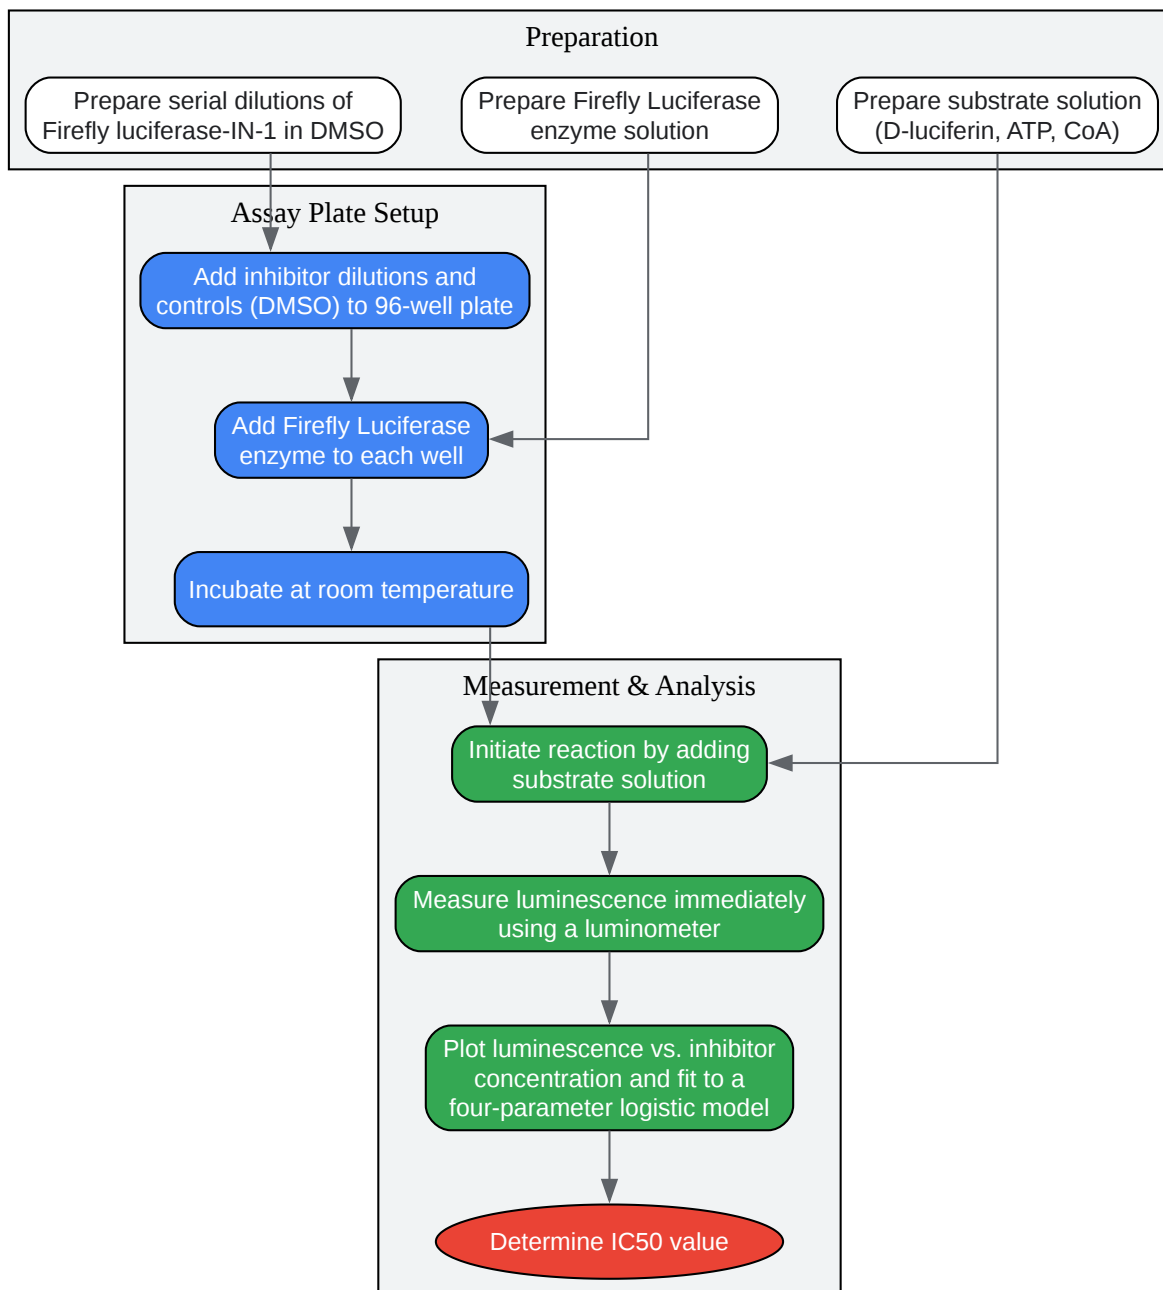 Preparation
Prepare serial dilutions of
Firefly luciferase-IN-1 in DMSO
Prepare Firefly Luciferase
enzyme solution
Prepare substrate solution
(D-luciferin, ATP, CoA)
Assay Plate Setup
Add inhibitor dilutions and
controls (DMSO) to 96-well plate
Add Firefly Luciferase
enzyme to each well
Incubate at room temperature
Measurement & Analysis
Initiate reaction by adding
substrate solution
Measure luminescence immediately
using a luminometer
Plot luminescence vs. inhibitor
concentration and fit to a
four-parameter logistic model
Determine IC50 value